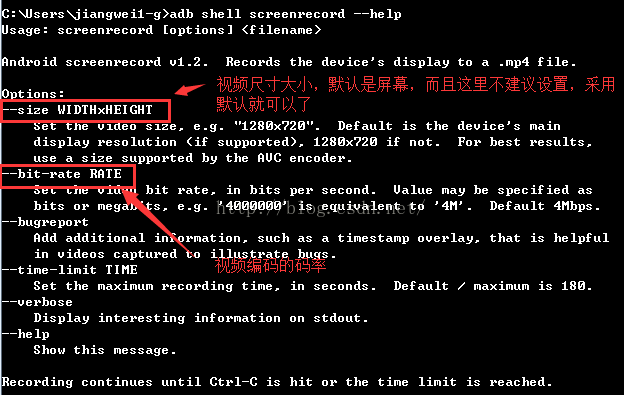 C:\Users\jiangwei1-g>adb shell screenrecord --help
Usage: screenrecord [options] <filename>
Android screenrecord v1.2.  Records the device's display to a .mp4 file.
Options:
视频尺寸大小，默认是屏幕，而且这里不建议设置，采用
默认就可以了
--size WIDTHxHEIGHT
Set the video size, e.g. "1280x720".  Default is the device's main
display resolution (if supported), 1280x720 if not.  For best results,
use a size supported by the AVC encoder.
--bit-rate RATE
Set the video bit rate, in bits per second.  Value may be specified as
bits or megabits, e.g. '4000000' is equivalent to '4M'.  Default 4Mbps.
http://blog.csdn.net/
--bugreport
Add additional information, such as a timestamp overlay, that is helpful
in videos captured to illustrate bugs.
视频编码的码率
--time-limit TIME
Set the maximum recording time, in seconds.  Default / maximum is 180.
--verbose
Display interesting information on stdout.
--help
Show this message.
Recording continues until Ctrl-C is hit or the time limit is reached.